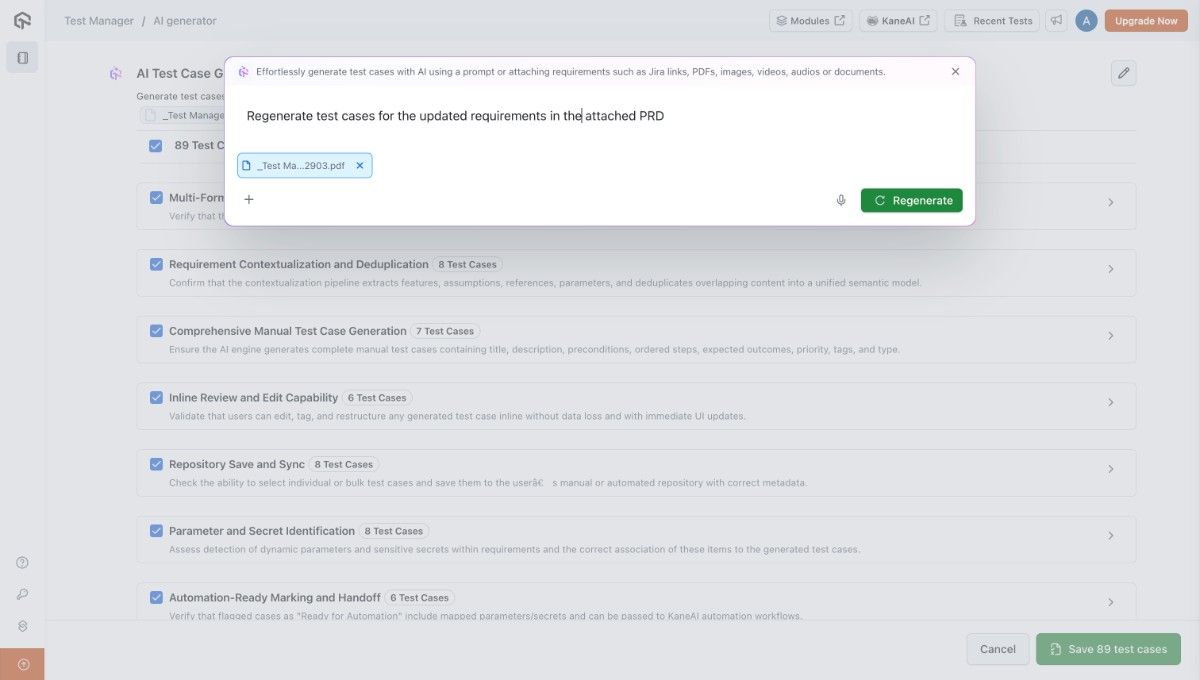 Test Manager / AI generator
Modules
KaneAI
Recent Tests
A
Upgrade Now
Effortlessly generate test cases with AI using a prompt or attaching requirements such as Jira links, PDFs, images, videos, audios or documents.
AI Test Case G
Generate test cases
_Test Manage
Regenerate test cases for the updated requirements in the attached PRD
89 Test C
_Test Ma...2903.pdf
Regenerate
Multi-Form
Verify that t
Requirement Contextualization and Deduplication 8 Test Cases
Confirm that the contextualization pipeline extracts features, assumptions, references, parameters, and deduplicates overlapping content into a unified semantic model.
Comprehensive Manual Test Case Generation 7 Test Cases
Ensure the AI engine generates complete manual test cases containing title, description, preconditions, ordered steps, expected outcomes, priority, tags, and type.
Inline Review and Edit Capability 6 Test Cases
Validate that users can edit, tag, and restructure any generated test case inline without data loss and with immediate UI updates.
Repository Save and Sync 8 Test Cases
Check the ability to select individual or bulk test cases and save them to the userâ€ s manual or automated repository with correct metadata.
Parameter and Secret Identification 8 Test Cases
Assess detection of dynamic parameters and sensitive secrets within requirements and the correct association of these items to the generated test cases.
Automation-Ready Marking and Handoff 6 Test Cases
Verify that flagged cases as "Ready for Automation" include mapped parameters/secrets and can be passed to KaneAI automation workflows.
Cancel
Save 89 test cases